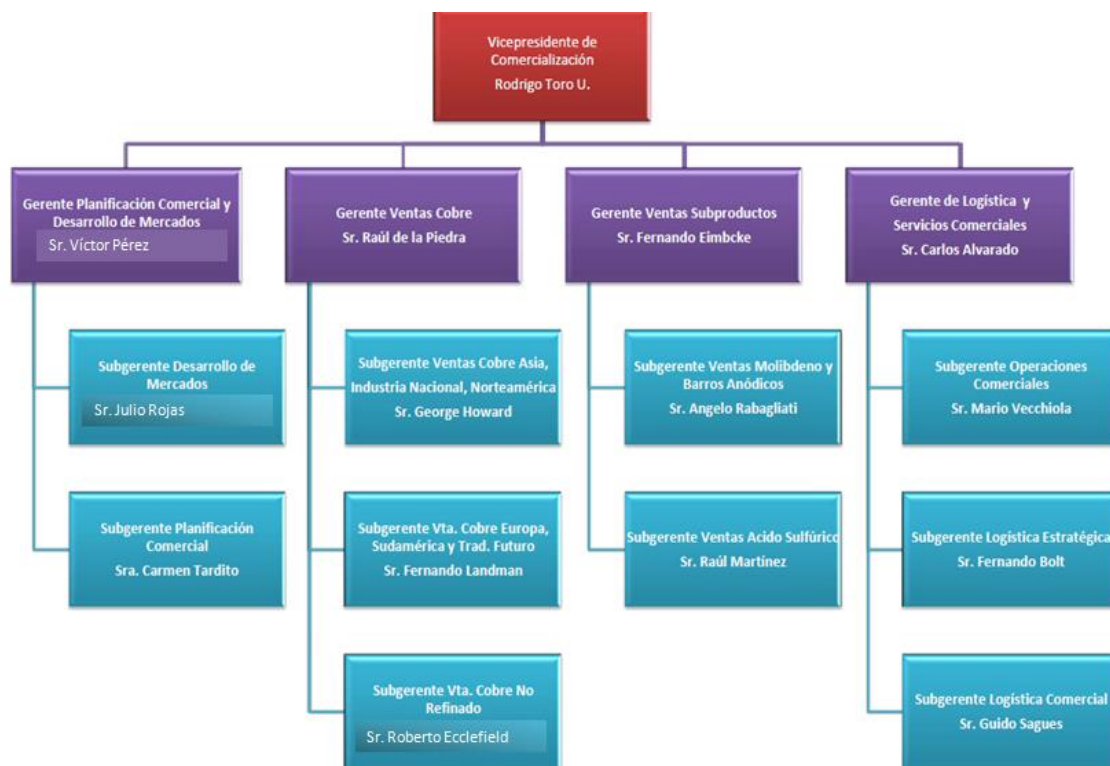 Vicepresidente de
Comercialización
Rodrigo Toro U.
Gerente Planificación Comercial y
Desarrollo de Mercados
Sr. Víctor Pérez
Gerente Ventas Cobre
Sr. Raúl de la Piedra
Gerente Ventas Subproductos
Sr. Fernando Eimbcke
Gerente de Logística y
Servicios Comerciales
Sr. Carlos Alvarado
Subgerente Desarrollo de
Mercados
Sr. Julio Rojas
Subgerente Ventas Cobre Asia,
Industria Nacional, Norteamérica
Sr. George Howard
Subgerente Ventas Molibdeno y
Barros Anódicos
Sr. Angelo Rabagliati
Subgerente Operaciones
Comerciales
Sr. Mario Vecchiola
Subgerente Planificación
Comercial
Sra. Carmen Tardito
Subgerente Vta. Cobre Europa,
Sudamérica y Trad. Futuro
Sr. Fernando Landman
Subgerente Ventas Acido Sulfúrico
Sr. Raúl Martínez
Subgerente Logística Estratégica
Sr. Fernando Bolt
Subgerente Vta. Cobre No
Refinado
Sr. Roberto Ecclefield
Subgerente Logística Comercial
Sr. Guido Sagues